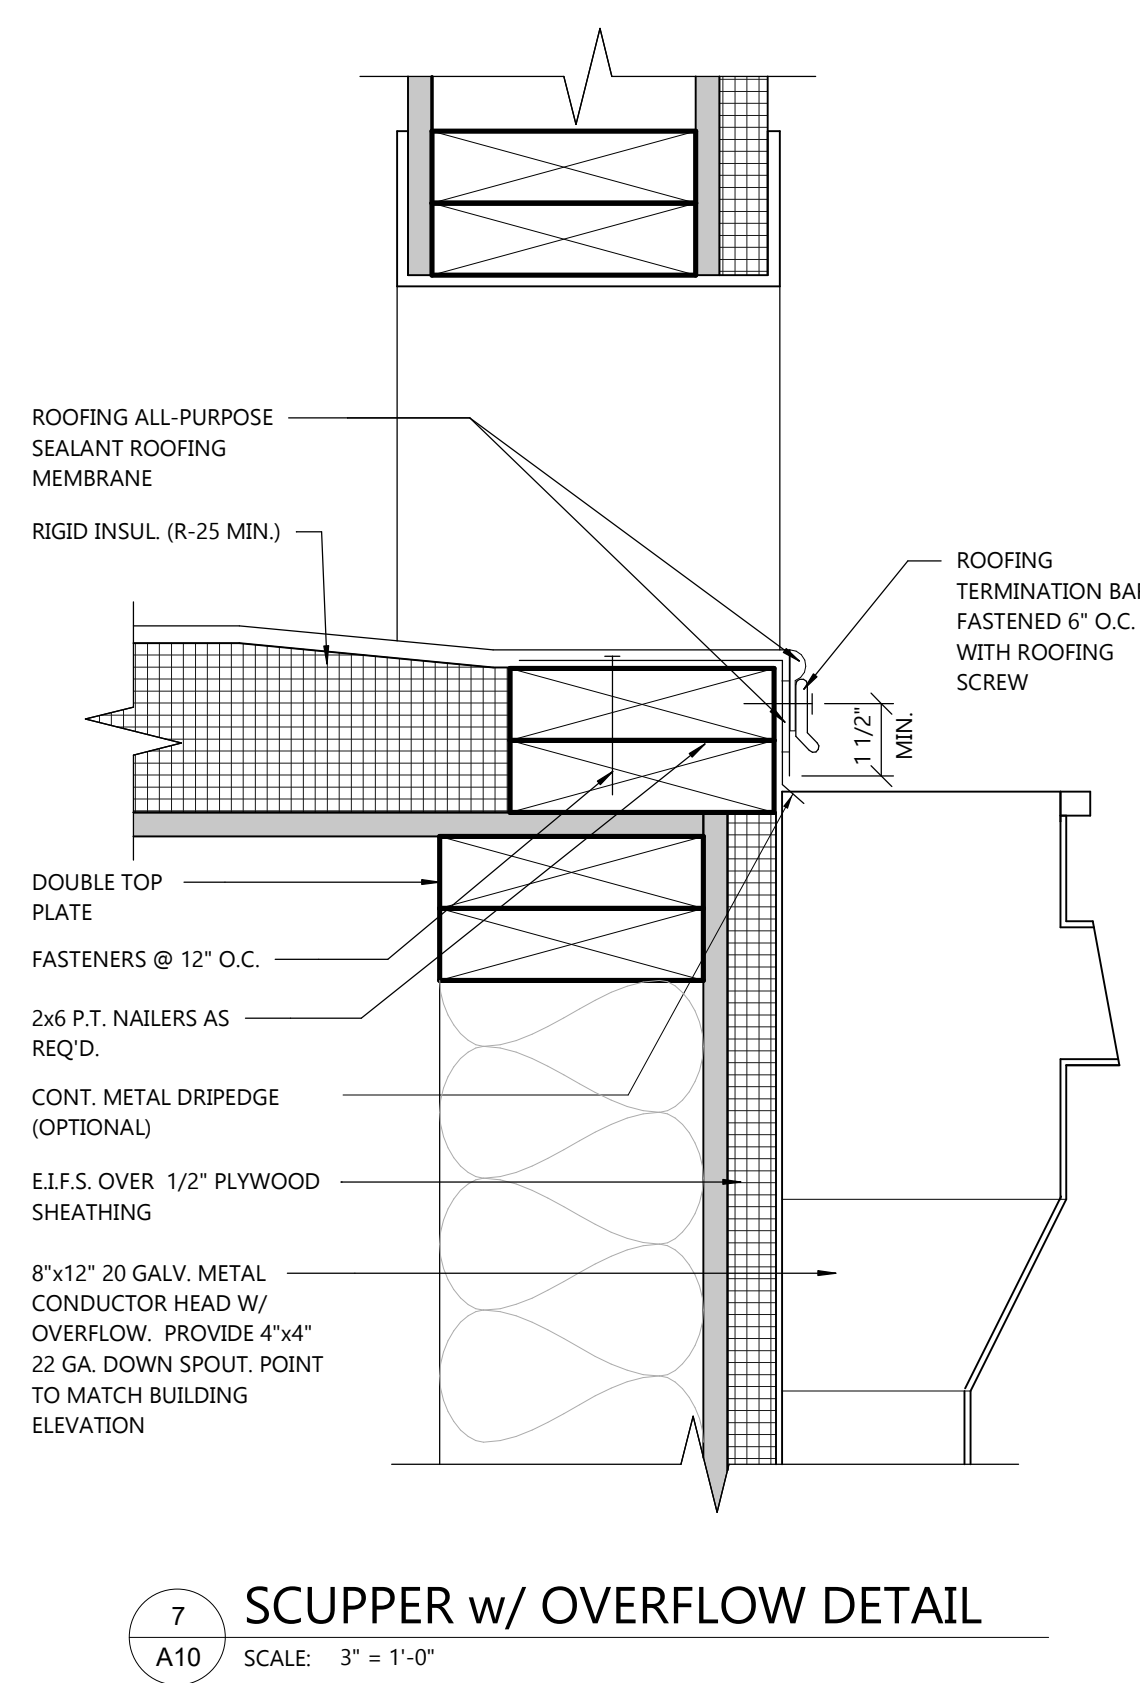 ROOFING ALL-PURPOSE
SEALANT ROOFING
MEMBRANE
RIGID INSUL. (R-25 MIN.)
ROOFING
TERMINATION BAR
FASTENED 6" O.C.
WITH ROOFING
SCREW
1 1/2"
MIN.
DOUBLE TOP
PLATE
FASTENERS @ 12" O.C.
2x6 P.T. NAILERS AS
REQ'D.
CONT. METAL DRIPEDGE
(OPTIONAL)
E.I.F.S. OVER 1/2" PLYWOOD
SHEATHING
8"x12" 20 GALV. METAL
CONDUCTOR HEAD W/
OVERFLOW. PROVIDE 4"x4"
22 GA. DOWN SPOUT. POINT
TO MATCH BUILDING
ELEVATION
7
A10
SCUPPER w/ OVERFLOW DETAIL
SCALE: 3" = 1'-0"